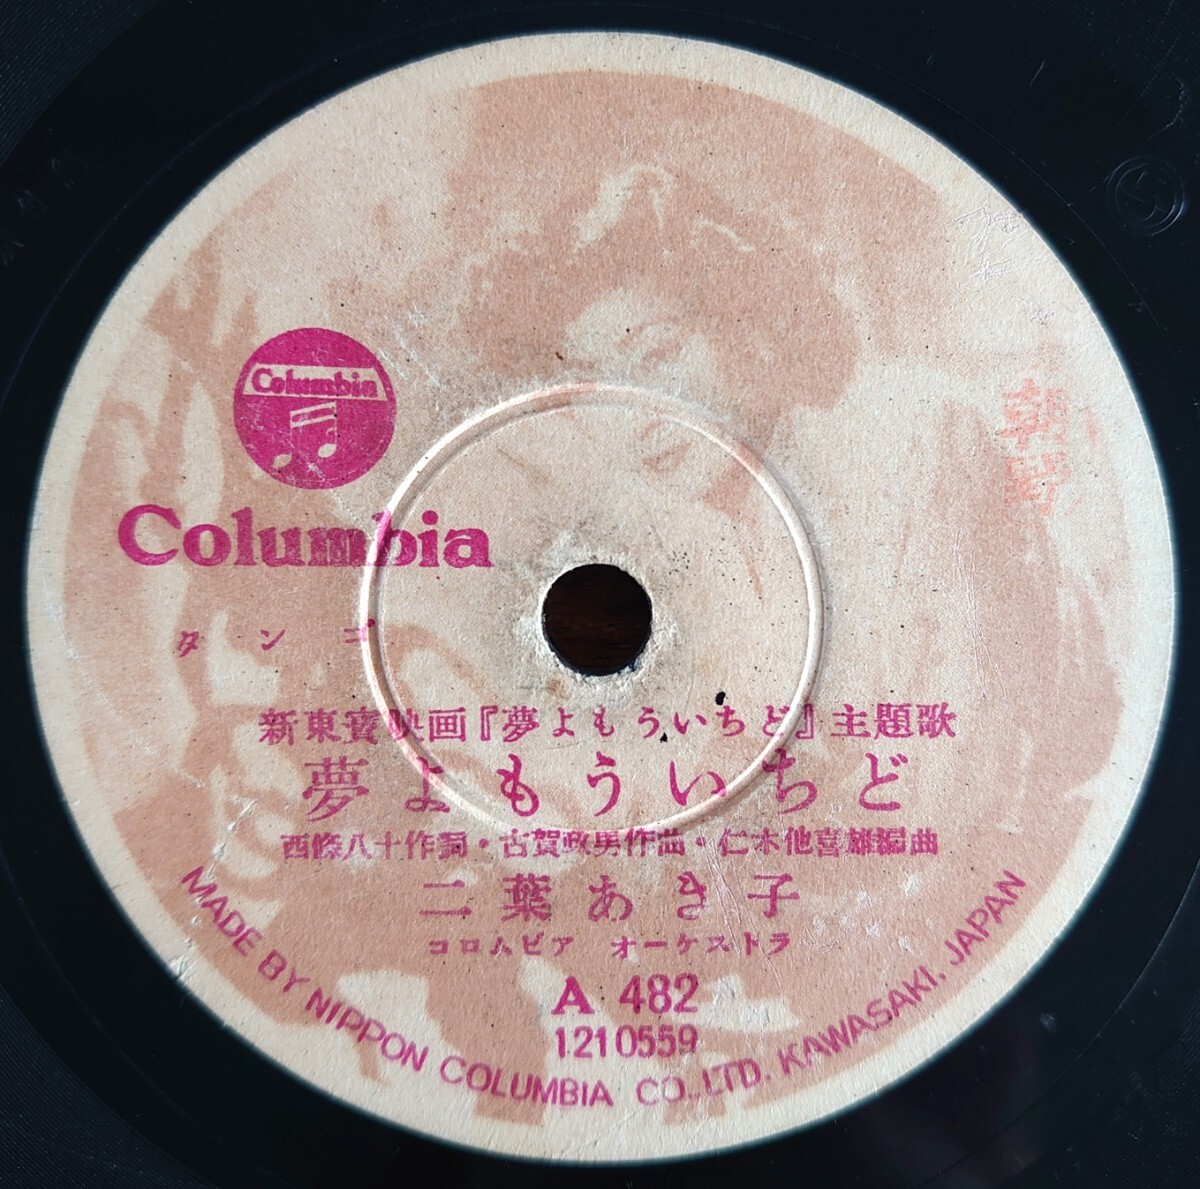 Columbia
Columbia
タンゴ
新東寳映画『夢よもういちど』主題歌
夢よもういちど
西條八十作詞・古賀政男作曲・仁木他喜雄編曲
二葉あき子
コロムビア オーケストラ
A 482
1210559
MADE BY NIPPON COLUMBIA CO., LTD. KAWASAKI, JAPAN